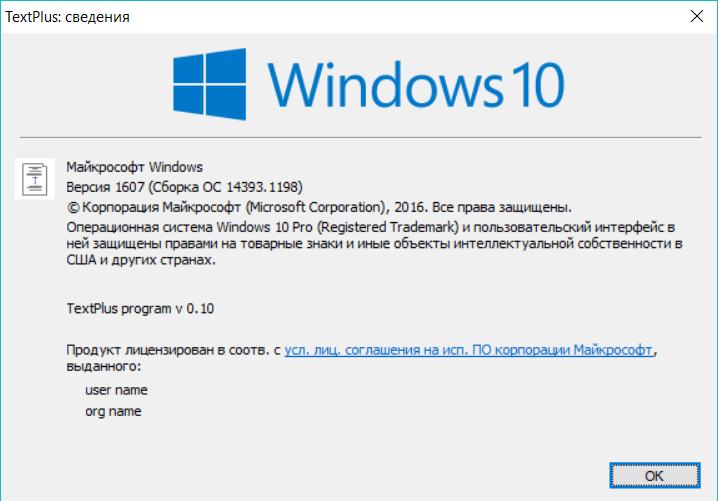 TextPlus: сведения
Windows 10
Майкрософт Windows
Версия 1607 (Сборка ОС 14393.1198)
© Корпорация Майкрософт (Microsoft Corporation), 2016. Все права защищены.
Операционная система Windows 10 Pro (Registered Trademark) и пользовательский интерфейс в
ней защищены правами на товарные знаки и иные объекты интеллектуальной собственности в
США и других странах.
TextPlus program v 0.10
Продукт лицензирован в соотв. с усл. лиц. соглашения на исп. ПО корпорации Майкрософт,
выданного:
user name
org name
OK